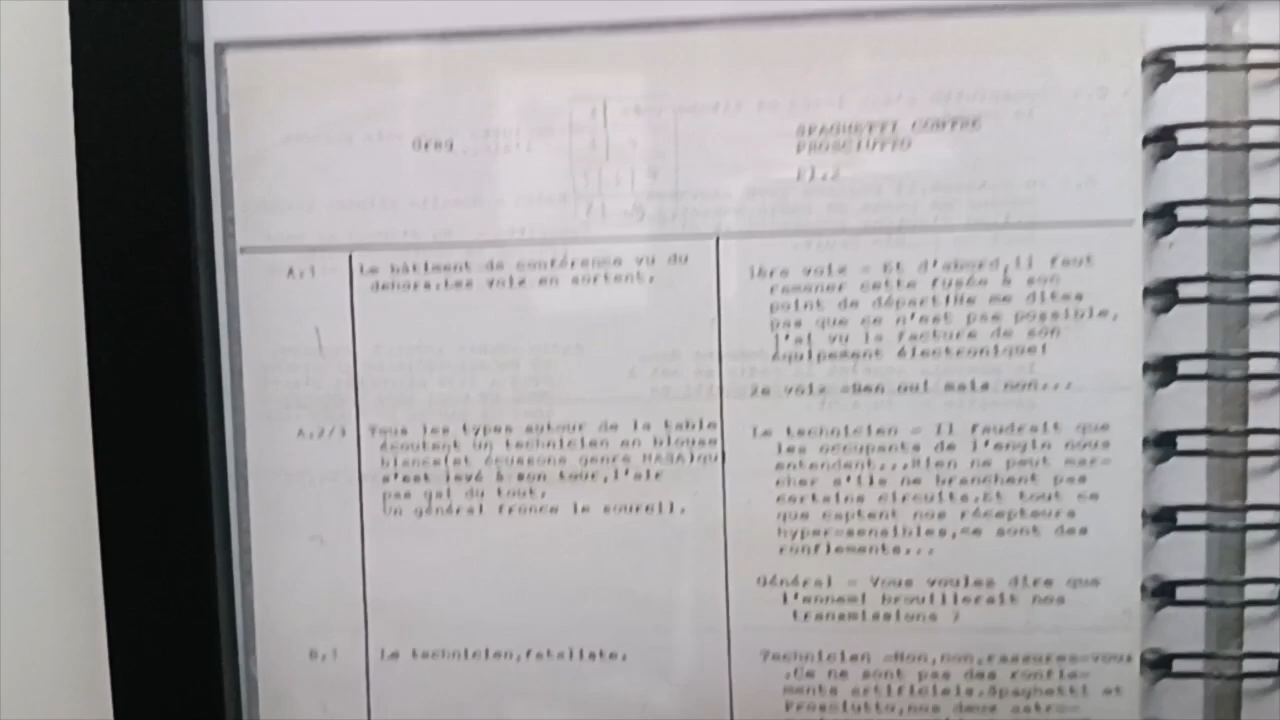 GREG
SPAGHETTI CONTRE
PROSCIUTTO
A.1
Le bâtiment de conférence vu du
dehors.Les voix en sortent.
1ère voix = Et d'abord,il faut
ramener cette fusée à son
point de départ!Ne me dites
pas que ce n'est pas possible,
j'ai vu la facture de son
équipement électronique!
2e voix =Ben oui mais non...
A.2/3
Tous les types autour de la table
écoutent un technicien en blouse
blanche(et écussons genre NASA)qui
s'est levé à son tour,l'air
pas gai du tout.
Un général fronce le sourcil.
Le technicien = Il faudrait que
les occupants de l'engin nous
entendent...Rien ne peut mar-
cher s'ils ne branchent pas
certains circuits.Et tout ce
que captent nos récepteurs
hyper=sensibles,ce sont des
ronflements...
Général = Vous voulez dire que
l'ennemi brouillerait nos
transmissions ?
B.1
Le technicien,fataliste.
Technicien =Non,non,rassurez=vous
.Ce ne sont pas des ronfle-
ments artificiels.Spaghetti et
Prosciutto,nos deux astro=